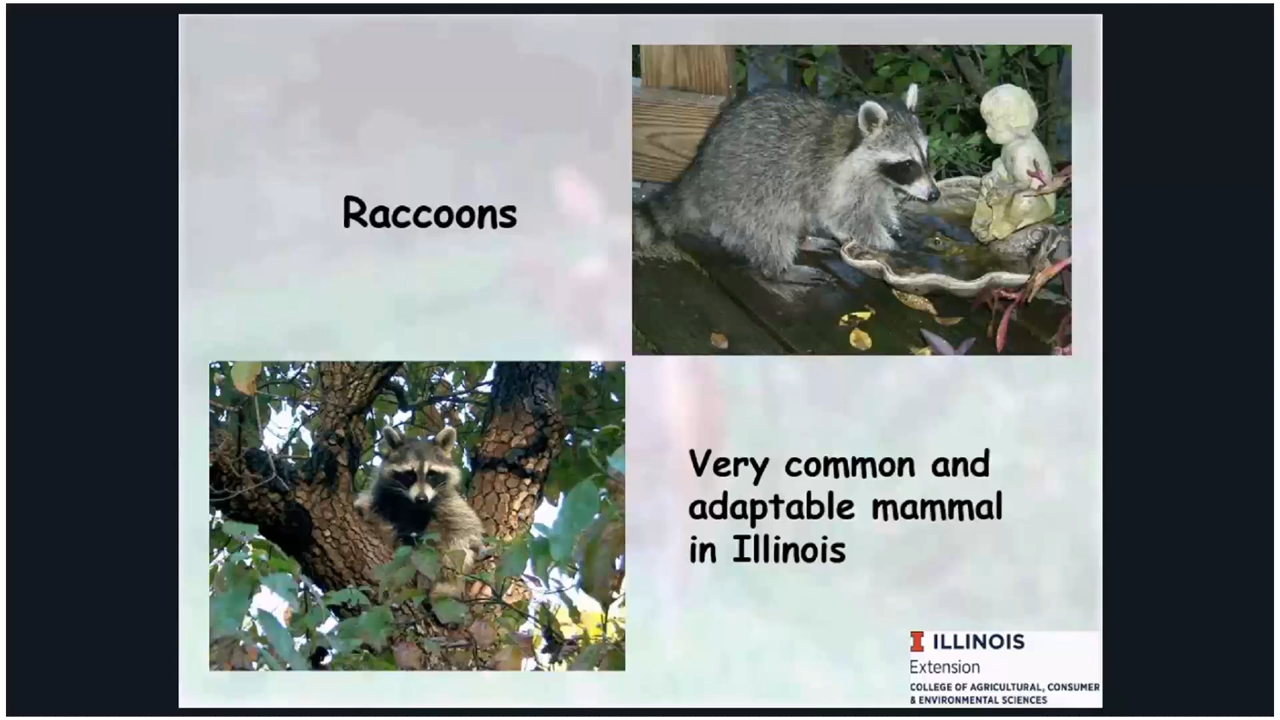 Raccoons
Very common and
adaptable mammal
in Illinois
I ILLINOIS
Extension
COLLEGE OF AGRICULTURAL, CONSUMER
& ENVIRONMENTAL SCIENCES